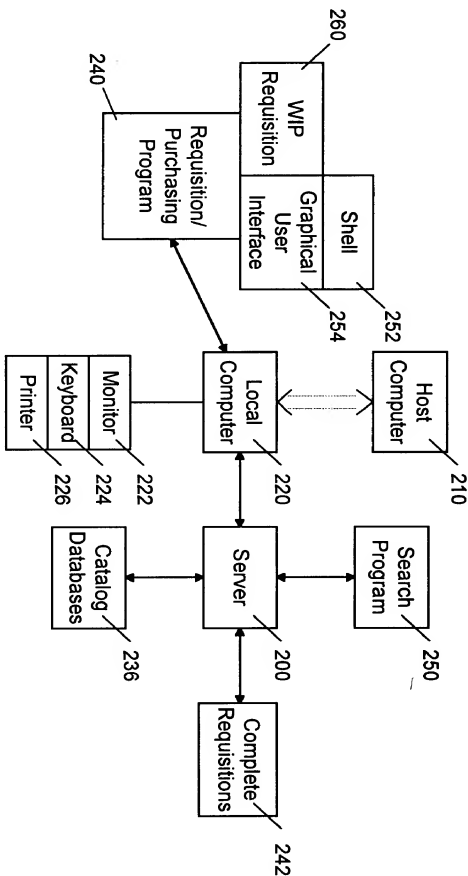 260
WIP
Requisition
Shell
252
Graphical
User
Interface
254
240
Requisition/
Purchasing
Program
Host
Computer
210
Local
Computer
220
Monitor
222
Keyboard
224
Printer
226
Search
Program
250
Server
200
Catalog
Databases
236
Complete
Requisitions
242